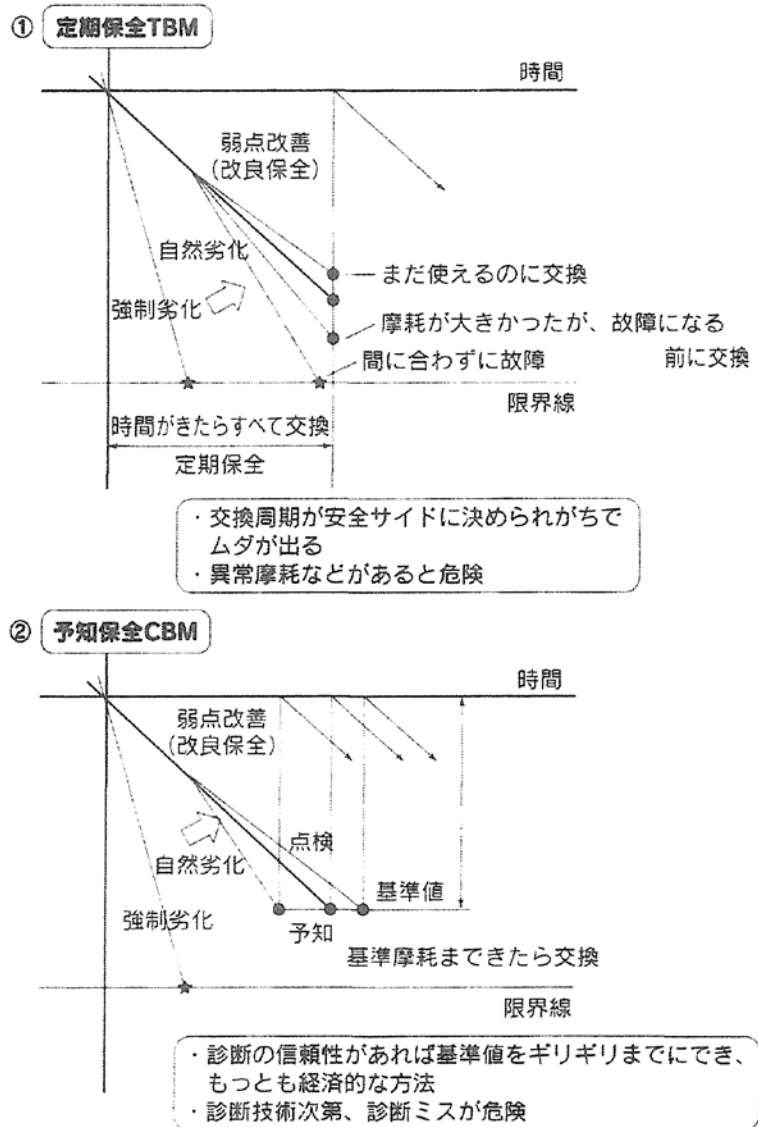 ① 定期保全TBM
時間
弱点改善
(改良保全)
自然劣化
まだ使えるのに交換
強制劣化
摩耗が大きかったが、故障になる
前に交換
間に合わずに故障
限界線
時間がきたらすべて交換
定期保全
・交換周期が安全サイドに決められがちで
ムダが出る
・異常摩耗などがあると危険
② 予知保全CBM
時間
弱点改善
(改良保全)
点検
自然劣化
基準値
強制劣化
予知
基準摩耗まできたら交換
限界線
・診断の信頼性があれば基準値をギリギリまでにでき、
もっとも経済的な方法
・診断技術次第、診断ミスが危険